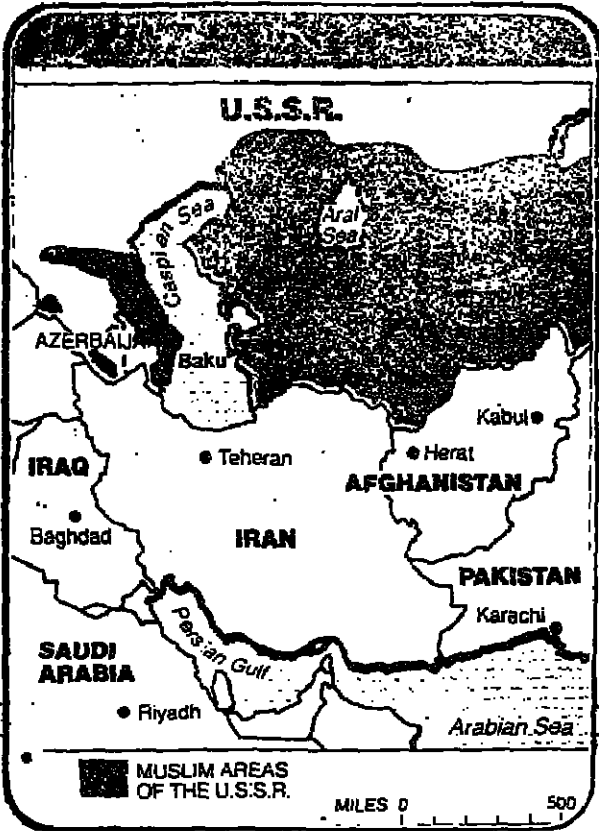 U.S.S.R.
Caspian Sea
Aral
Sea
AZERBAIJA
Baku
Kabul
Teheran
Herat
IRAQ
AFGHANISTAN
Baghdad
IRAN
PAKISTAN
Karachi
Persian Gulf
SAUDI
ARABIA
Riyadh
Arabian Sea
MUSLIM AREAS
OF THE U.S.S.R.
MILES 0 500